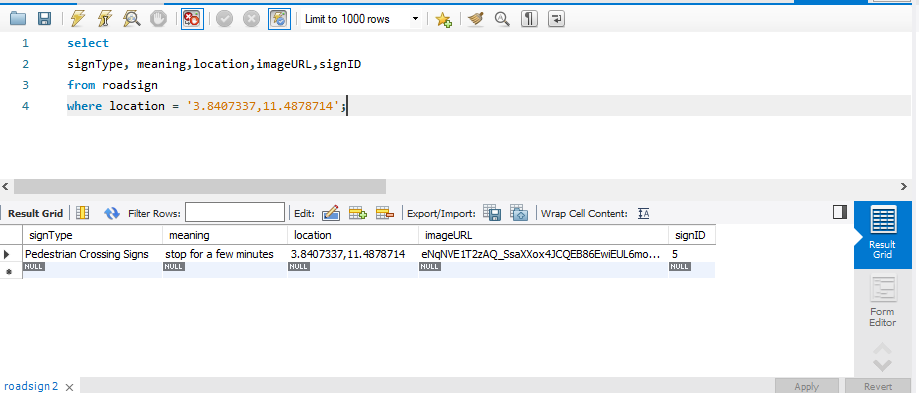 Limit to 1000 rows
1 select
2 signType, meaning,location,imageURL,signID
3 from roadsign
4 where location = '3.8407337,11.4878714';
Result Grid Filter Rows: Edit: Export/Import: Wrap Cell Content:
signType meaning location imageURL signID
Pedestrian Crossing Signs stop for a few minutes 3.8407337,11.4878714 eNqNVE1T2zAQ_SsaXXox4JCQEB86EwiEUL6mo... 5
NULL NULL NULL NULL NULL
Result
Grid
Form
Editor
roadsign2 Apply Revert